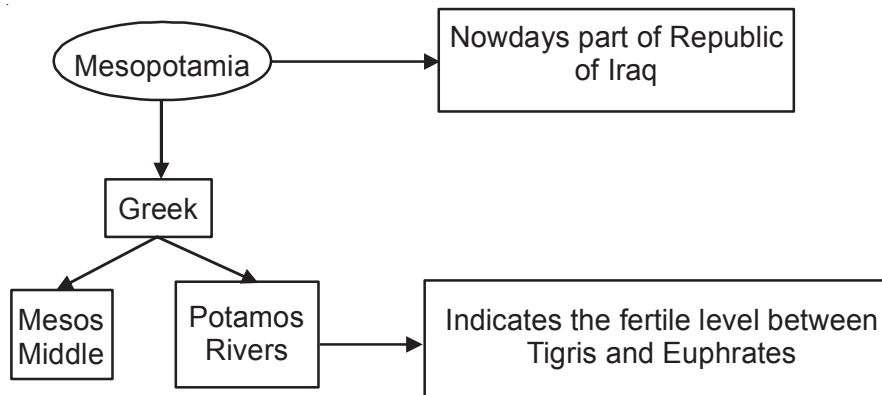 Mesopotamia
Nowdays part of Republic
of Iraq
Greek
Mesos
Middle
Potamos
Rivers
Indicates the fertile level between
Tigris and Euphrates